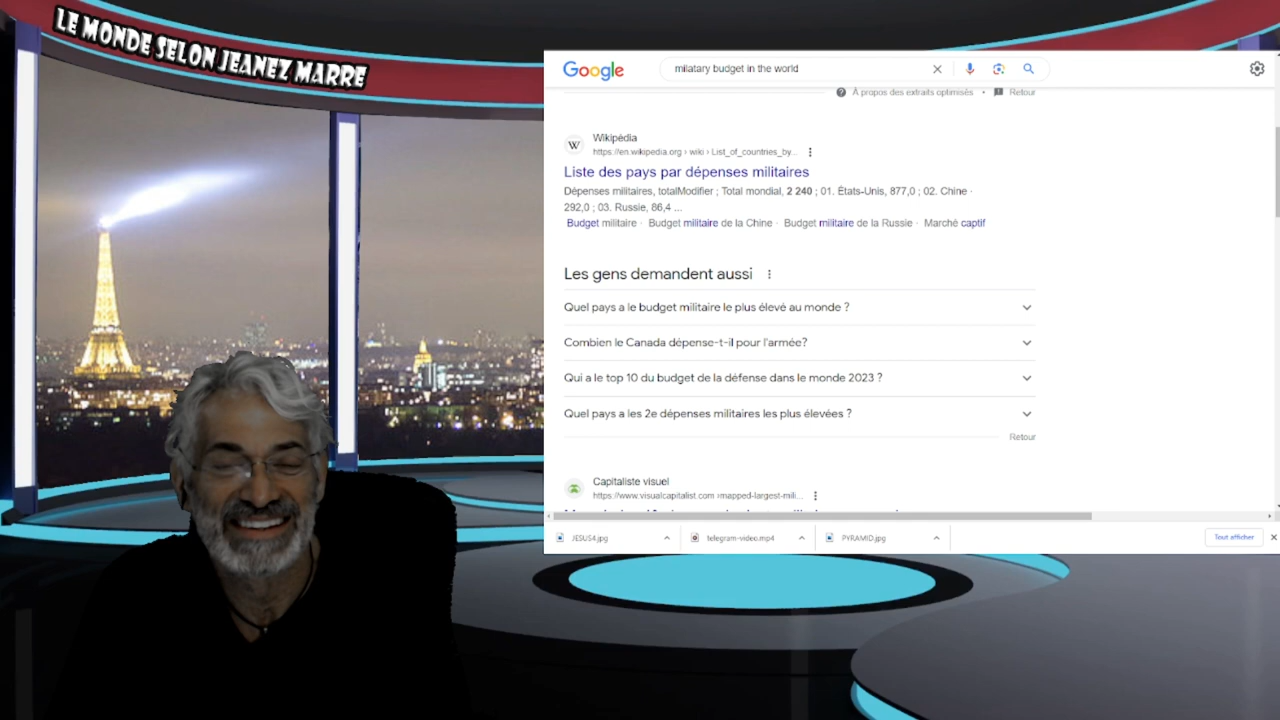 LE MONDE SELON JEANEZ MARRE
Google
milatary budget in the world
À propos des extraits optimisés • Retour
W
Wikipédia
https://en.wikipedia.org › wiki › List_of_countries_by...
Liste des pays par dépenses militaires
Dépenses militaires, totalModifier ; Total mondial, 2 240 ; 01. États-Unis, 877,0 ; 02. Chine ·
292,0 ; 03. Russie, 86,4 ...
Budget militaire · Budget militaire de la Chine · Budget militaire de la Russie · Marché captif
Les gens demandent aussi
Quel pays a le budget militaire le plus élevé au monde ?
Combien le Canada dépense-t-il pour l'armée?
Qui a le top 10 du budget de la défense dans le monde 2023 ?
Quel pays a les 2e dépenses militaires les plus élevées ?
Retour
Capitaliste visuel
https://www.visualcapitalist.com ›mapped-largest-mili...
JESUS4.jpg
telegram-video.mp4
PYRAMID.jpg
Tout afficher